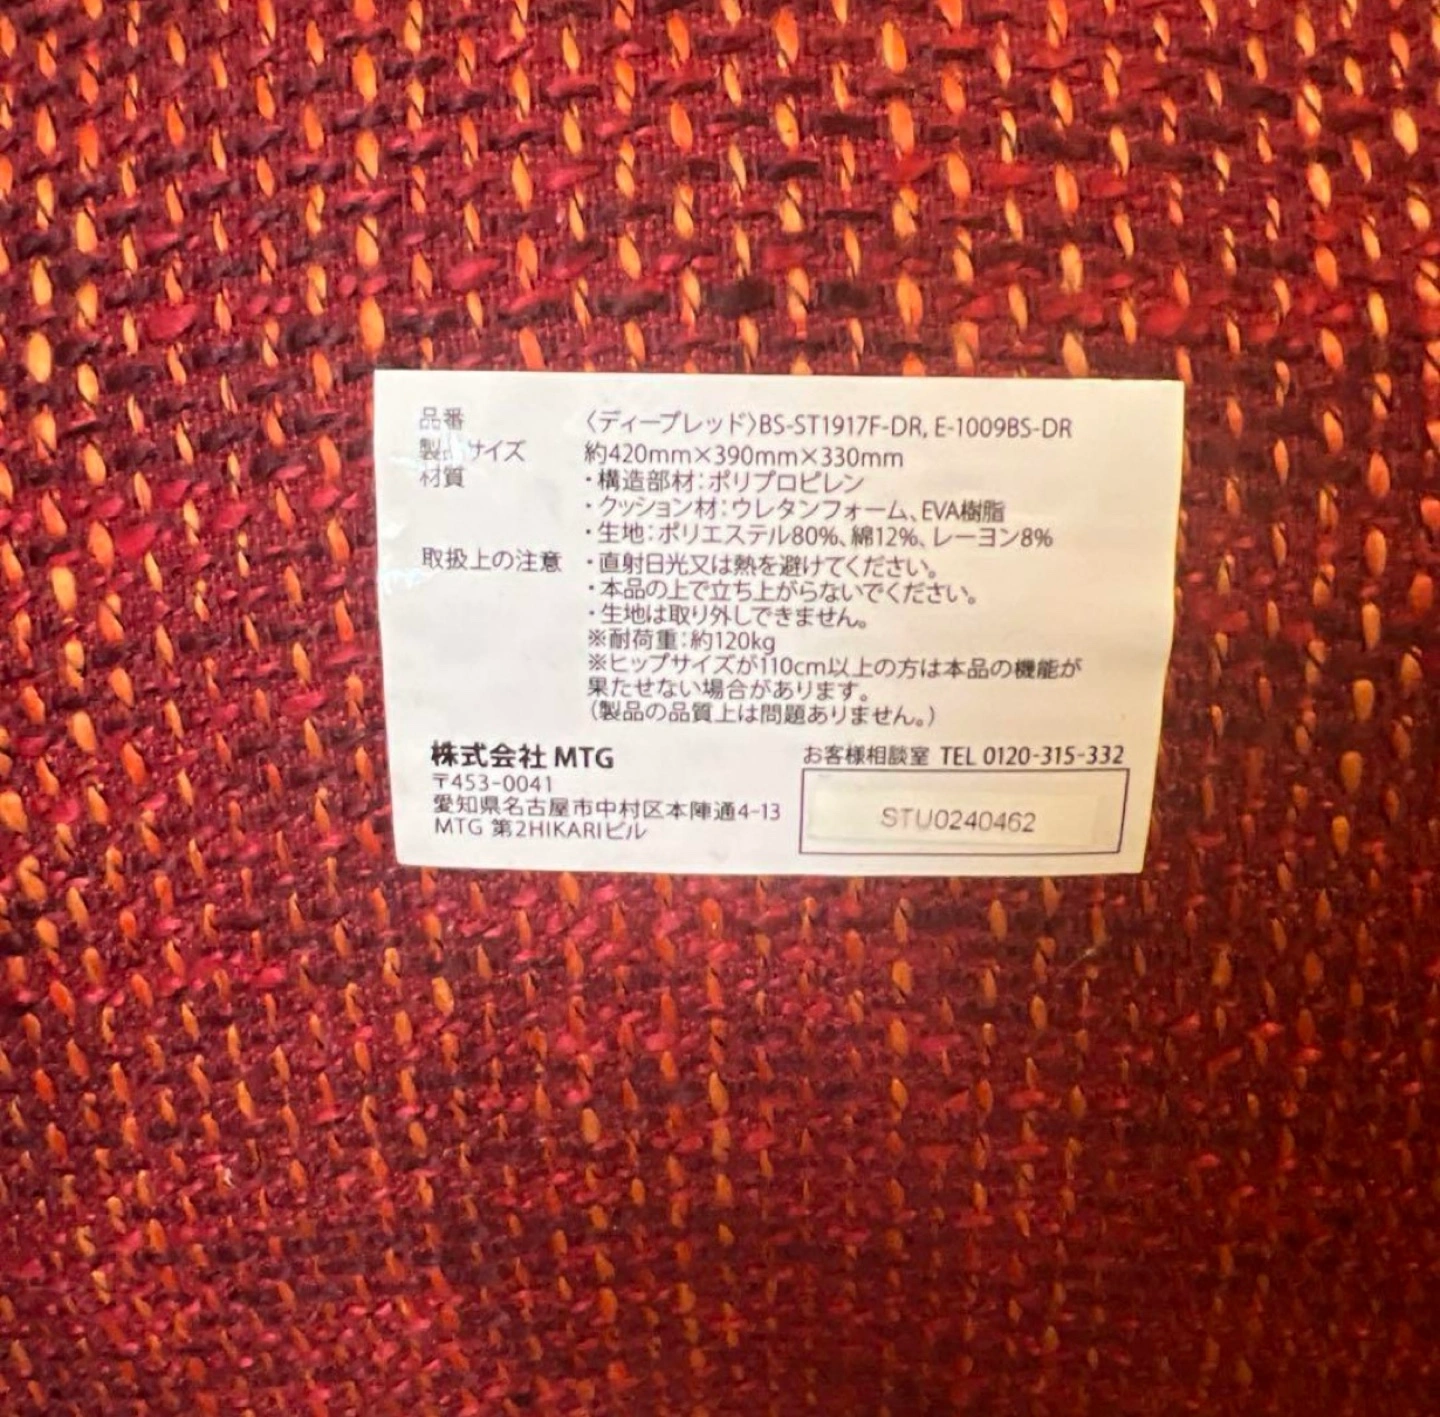 品番 〈ディープレッド〉BS-ST1917F-DR, E-1009BS-DR
製品サイズ 約420mm×390mm×330mm
材質 ・構造部材：ポリプロピレン
・クッション材：ウレタンフォーム、EVA樹脂
・生地：ポリエステル80%、綿12%、レーヨン8%
取扱上の注意 ・直射日光又は熱を避けてください。
・本品の上で立ち上がらないでください。
・生地は取り外しできません。
※耐荷重：約120kg
※ヒップサイズが110cm以上の方は本品の機能が
果たせない場合があります。
（製品の品質上は問題ありません。）
株式会社 MTG
〒453-0041
愛知県名古屋市中村区本陣通4-13
MTG 第2HIKARIビル
お客様相談室 TEL 0120-315-332
STU0240462